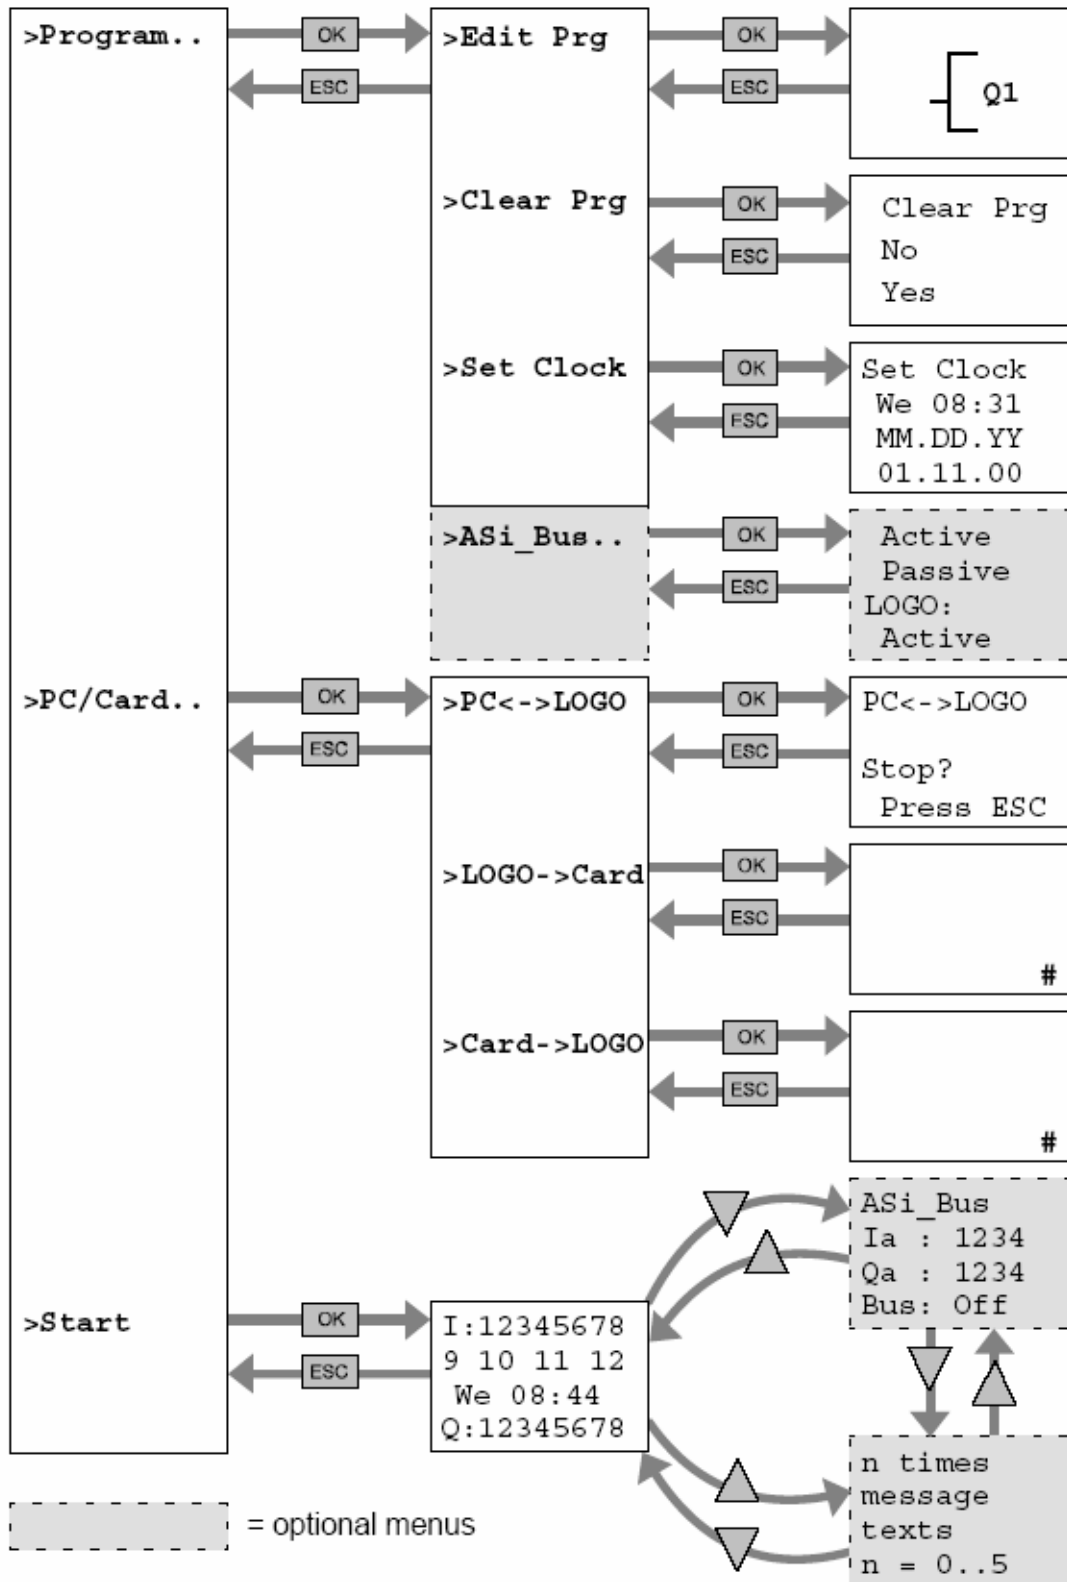 >Program..
OK
ESC
>Edit Prg
OK
ESC
Q1
>Clear Prg
OK
ESC
Clear Prg
No
Yes
>Set Clock
OK
ESC
Set Clock
We 08:31
MM.DD.YY
01.11.00
>ASi_Bus..
OK
ESC
Active
Passive
LOGO:
Active
>PC/Card..
OK
ESC
>PC<->LOGO
OK
ESC
PC<->LOGO
Stop?
Press ESC
>LOGO->Card
OK
ESC
#
>Card->LOGO
OK
ESC
#
>Start
OK
ESC
I:12345678
9 10 11 12
We 08:44
Q:12345678
ASi_Bus
Ia : 1234
Qa : 1234
Bus: Off
n times
message
texts
n = 0..5
= optional menus